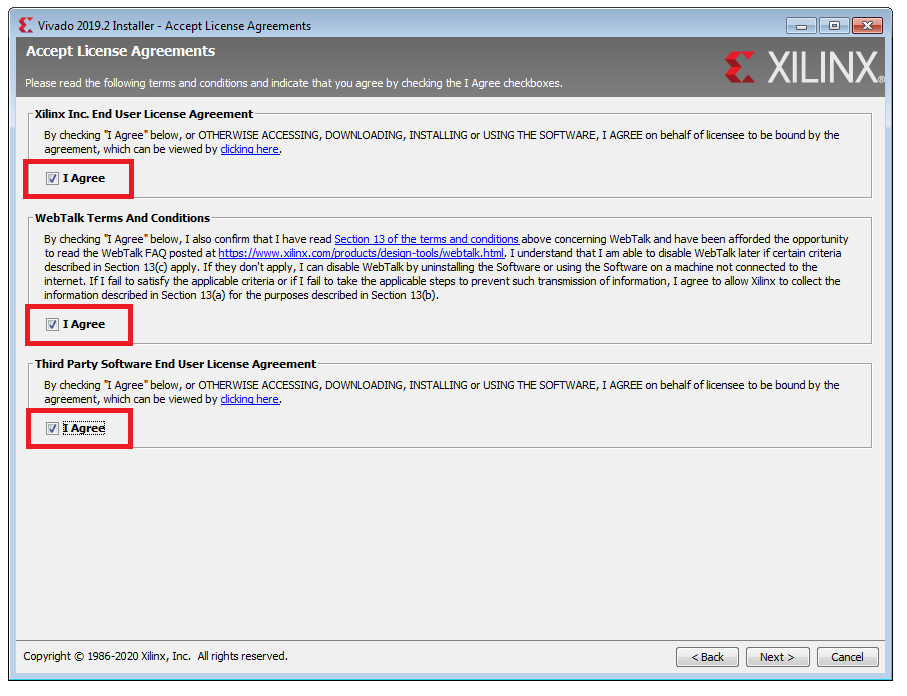 Vivado 2019.2 Installer - Accept License Agreements
Accept License Agreements
Please read the following terms and conditions and indicate that you agree by checking the I Agree checkboxes.
XILINX®
Xilinx Inc. End User License Agreement
By checking "I Agree" below, or OTHERWISE ACCESSING, DOWNLOADING, INSTALLING or USING THE SOFTWARE, I AGREE on behalf of licensee to be bound by the
agreement, which can be viewed by clicking here.
I Agree
WebTalk Terms And Conditions
By checking "I Agree" below, I also confirm that I have read Section 13 of the terms and conditions above concerning WebTalk and have been afforded the opportunity
to read the WebTalk FAQ posted at https://www.xilinx.com/products/design-tools/webtalk.html. I understand that I am able to disable WebTalk later if certain criteria
described in Section 13(c) apply. If they don't apply, I can disable WebTalk by uninstalling the Software or using the Software on a machine not connected to the
internet. If I fail to satisfy the applicable criteria or if I fail to take the applicable steps to prevent such transmission of information, I agree to allow Xilinx to collect the
information described in Section 13(a) for the purposes described in Section 13(b).
I Agree
Third Party Software End User License Agreement
By checking "I Agree" below, or OTHERWISE ACCESSING, DOWNLOADING, INSTALLING or USING THE SOFTWARE, I AGREE on behalf of licensee to be bound by the
agreement, which can be viewed by clicking here.
I Agree
Copyright © 1986-2020 Xilinx, Inc. All rights reserved.
< Back
Next >
Cancel